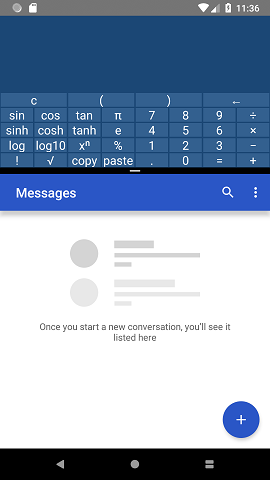 11:36
c ( ) ←
sin cos tan π 7 8 9 ÷
sinh cosh tanh e 4 5 6 ×
log log10 xⁿ % 1 2 3 −
! √ copy paste . 0 = +
Messages
Once you start a new conversation, you'll see it
listed here
+